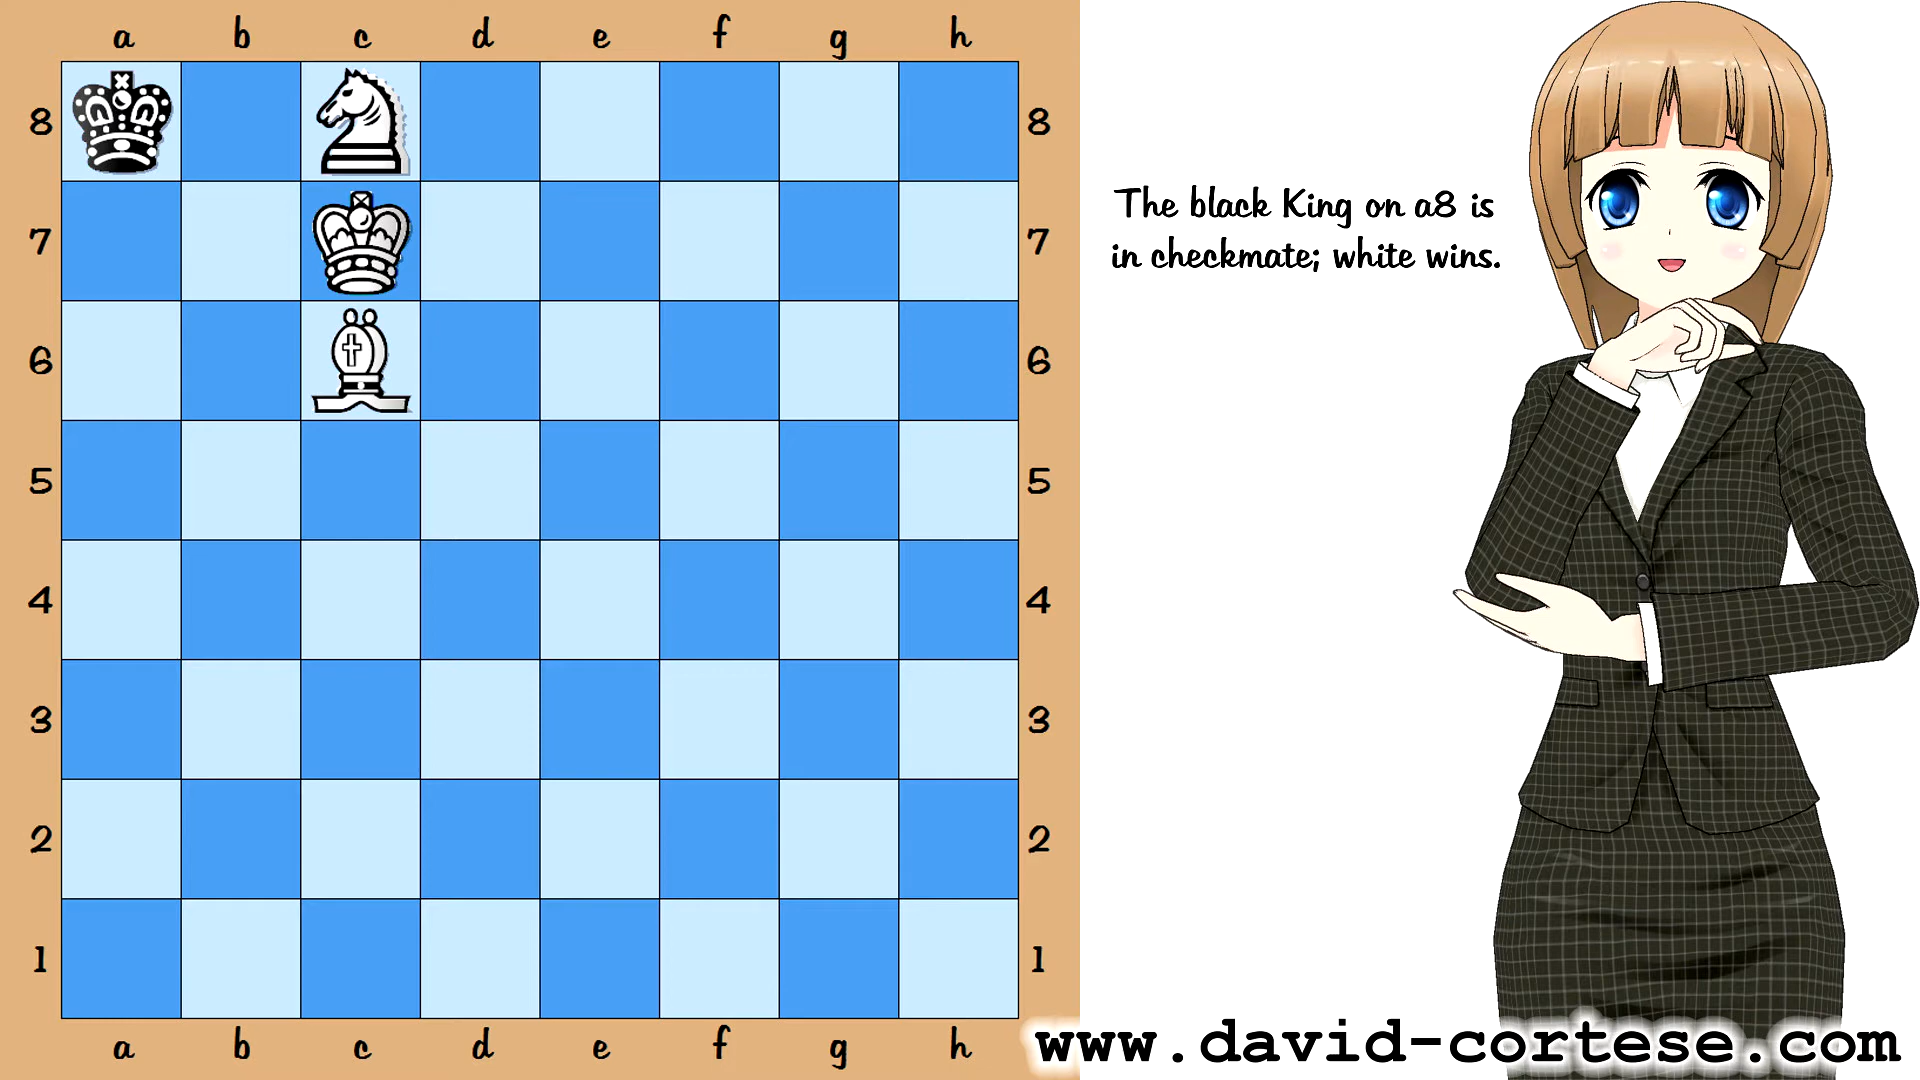 a b c d e f g h
8 8
7 7
6 6
5 5
4 4
3 3
2 2
1 1
a b c d e f g h
The black King on a8 is
in checkmate; white wins.
www.david-cortese.com